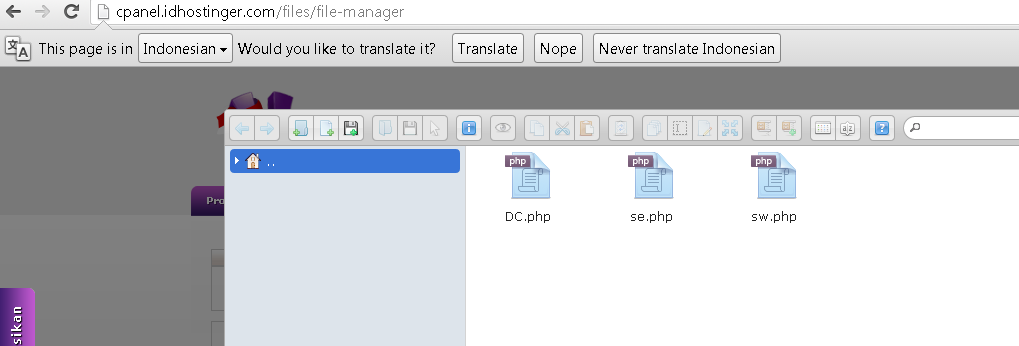 cpanel.idhostinger.com/files/file-manager
This page is in Indonesian Would you like to translate it? Translate Nope Never translate Indonesian
..
php php php
DC.php se.php sw.php
Pro
sikan